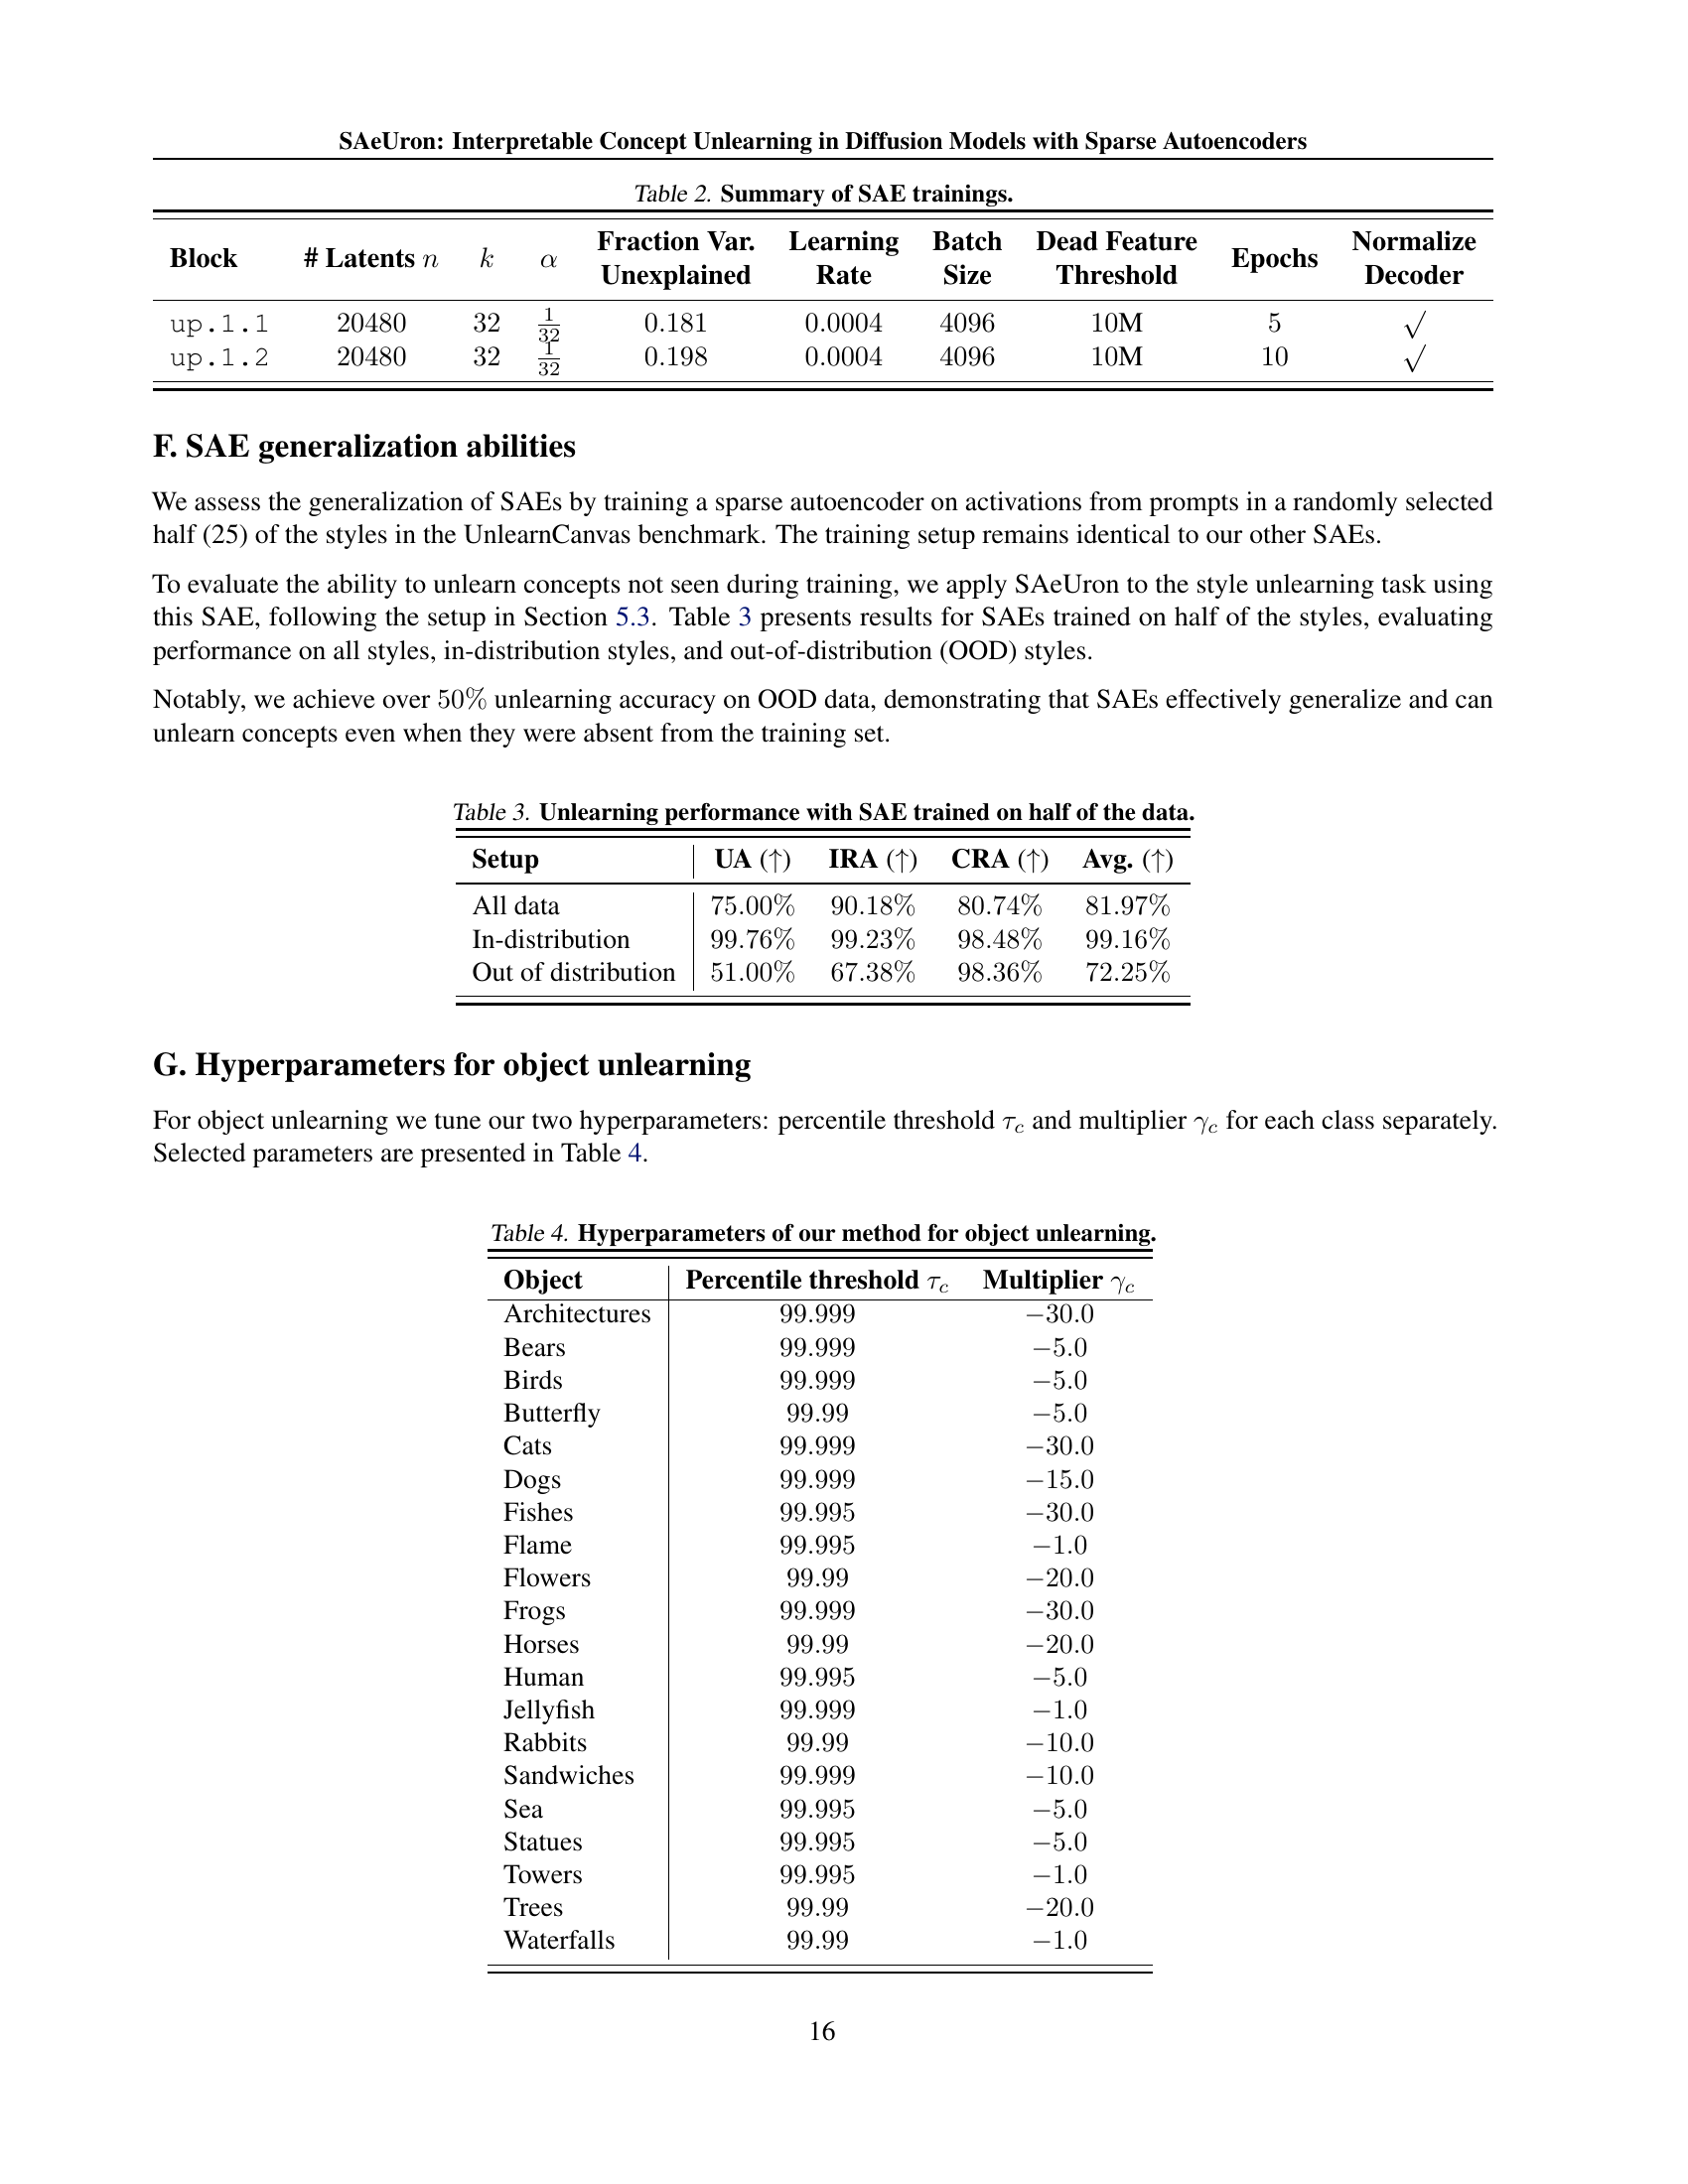 SAeUron: Interpretable Concept Unlearning in Diffusion Models with Sparse Autoencoders
Table 2. Summary of SAE trainings.
Block # Latents n k α Fraction Var. Unexplained Learning Rate Batch Size Dead Feature Threshold Epochs Normalize Decoder
up.1.1 20480 32 1/32 0.181 0.0004 4096 10M 5 ✓
up.1.2 20480 32 1/32 0.198 0.0004 4096 10M 10 ✓
F. SAE generalization abilities
We assess the generalization of SAEs by training a sparse autoencoder on activations from prompts in a randomly selected
half (25) of the styles in the UnlearnCanvas benchmark. The training setup remains identical to our other SAEs.
To evaluate the ability to unlearn concepts not seen during training, we apply SAeUron to the style unlearning task using
this SAE, following the setup in Section 5.3. Table 3 presents results for SAEs trained on half of the styles, evaluating
performance on all styles, in-distribution styles, and out-of-distribution (OOD) styles.
Notably, we achieve over 50% unlearning accuracy on OOD data, demonstrating that SAEs effectively generalize and can
unlearn concepts even when they were absent from the training set.
Table 3. Unlearning performance with SAE trained on half of the data.
Setup UA (↑) IRA (↑) CRA (↑) Avg. (↑)
All data 75.00% 90.18% 80.74% 81.97%
In-distribution 99.76% 99.23% 98.48% 99.16%
Out of distribution 51.00% 67.38% 98.36% 72.25%
G. Hyperparameters for object unlearning
For object unlearning we tune our two hyperparameters: percentile threshold τc and multiplier γc for each class separately.
Selected parameters are presented in Table 4.
Table 4. Hyperparameters of our method for object unlearning.
Object Percentile threshold τc Multiplier γc
Architectures 99.999 −30.0
Bears 99.999 −5.0
Birds 99.999 −5.0
Butterfly 99.99 −5.0
Cats 99.999 −30.0
Dogs 99.999 −15.0
Fishes 99.995 −30.0
Flame 99.995 −1.0
Flowers 99.99 −20.0
Frogs 99.999 −30.0
Horses 99.99 −20.0
Human 99.995 −5.0
Jellyfish 99.999 −1.0
Rabbits 99.99 −10.0
Sandwiches 99.999 −10.0
Sea 99.995 −5.0
Statues 99.995 −5.0
Towers 99.995 −1.0
Trees 99.99 −20.0
Waterfalls 99.99 −1.0
16